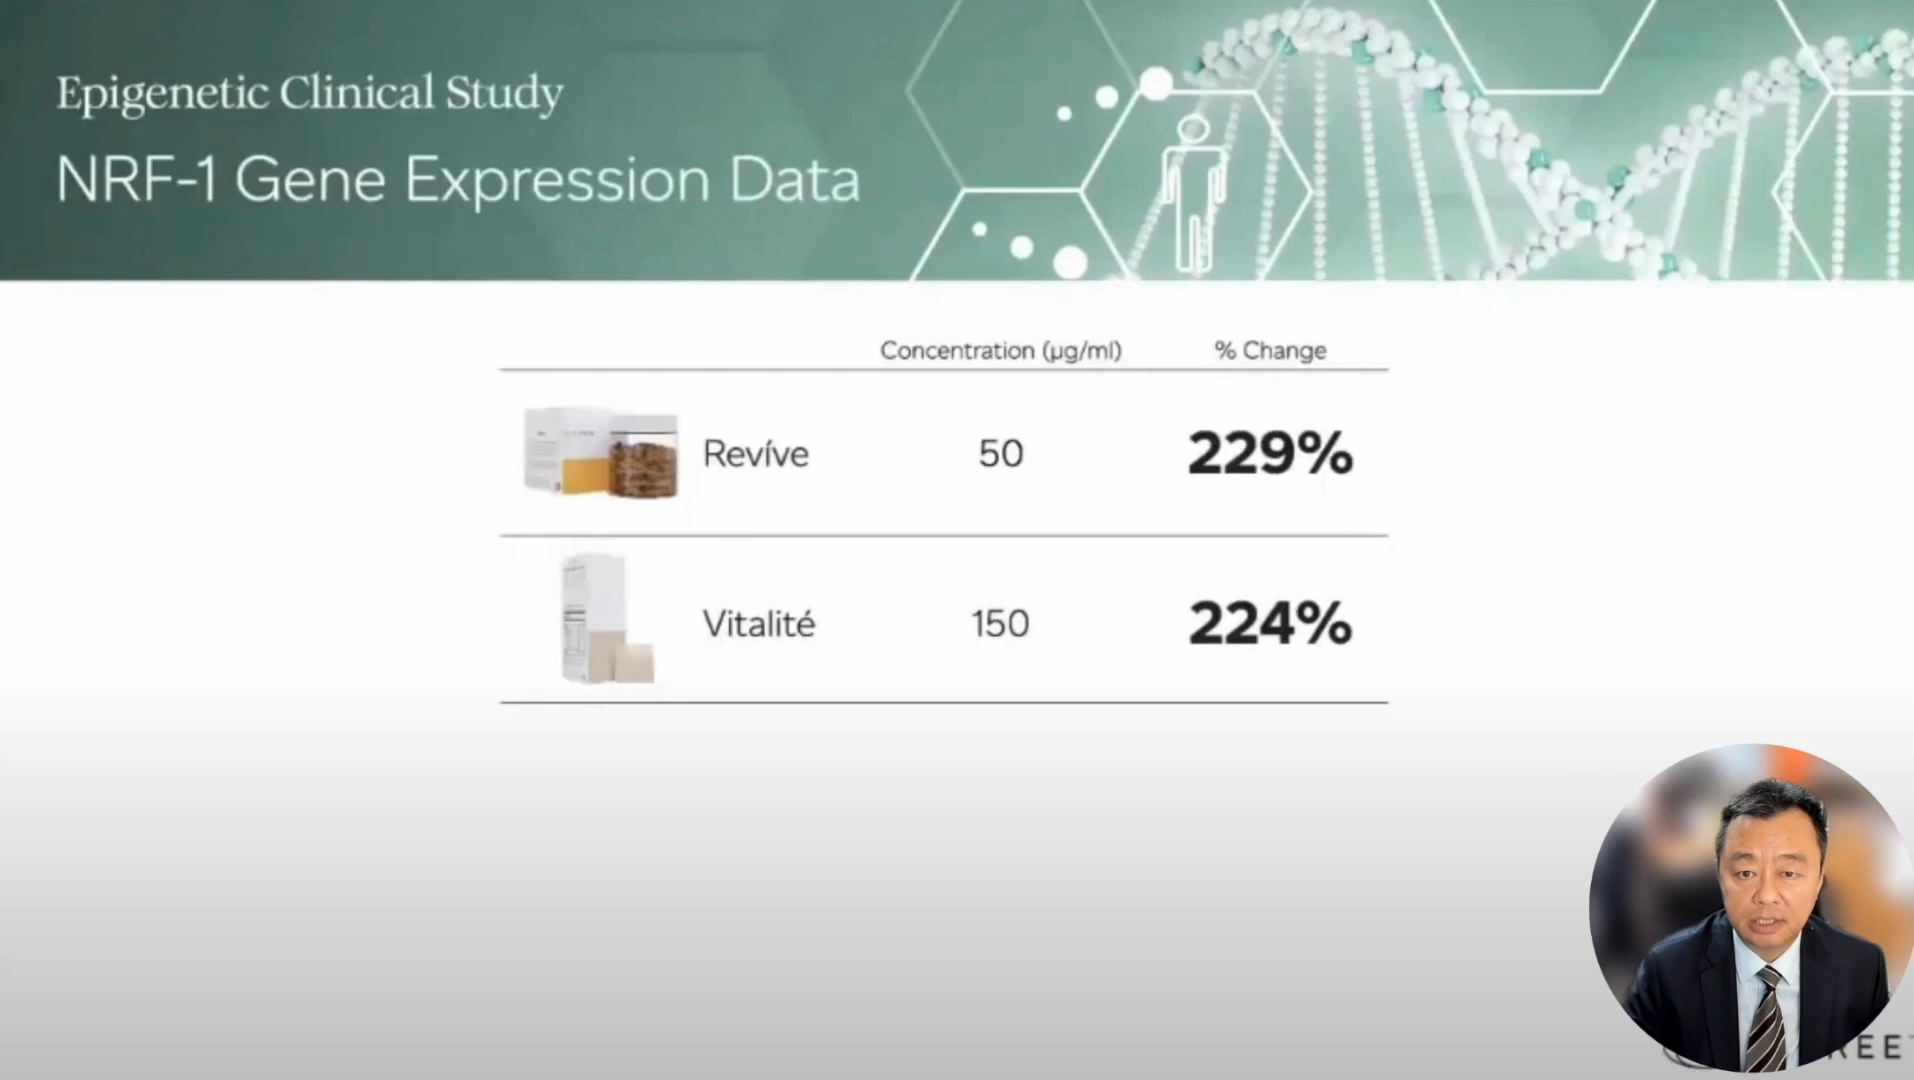 Epigenetic Clinical Study
NRF-1 Gene Expression Data
Concentration (µg/ml) % Change
Revíve 50 229%
Vitalité 150 224%